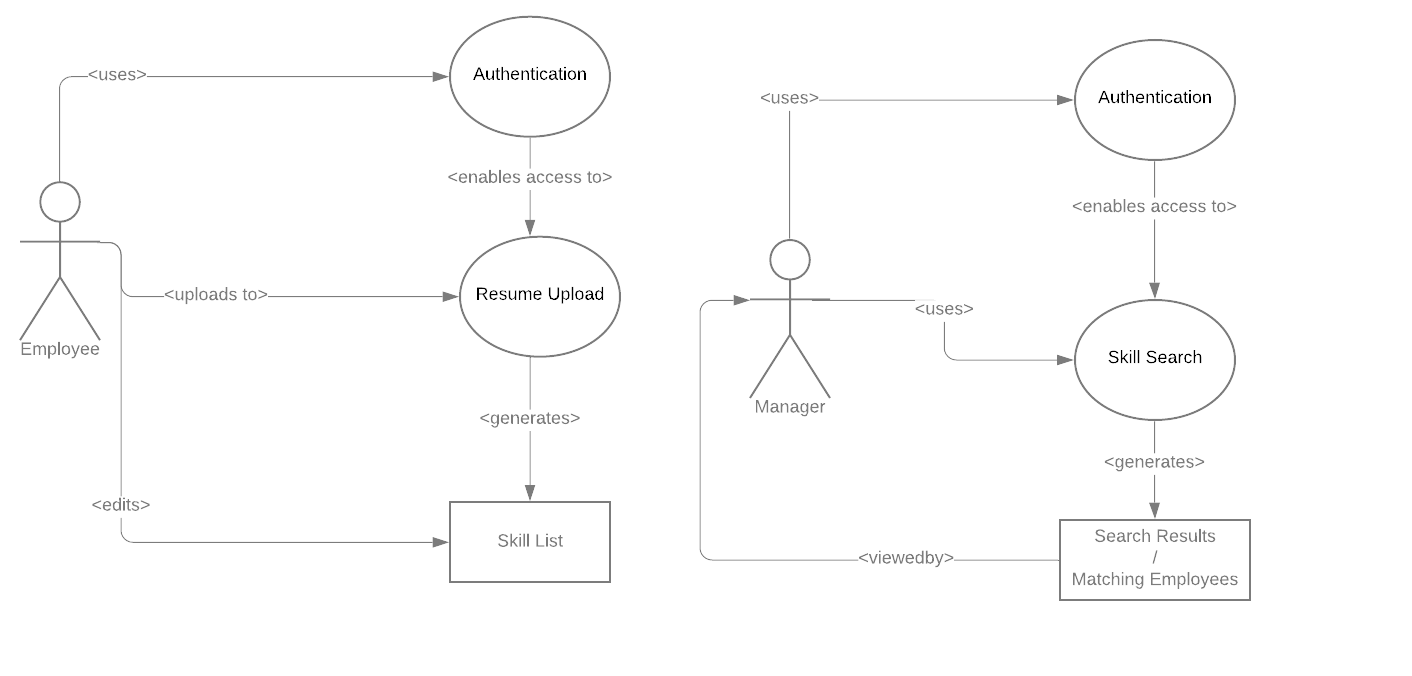 <uses>
Authentication
<enables access to>
Employee
<uploads to>
Resume Upload
<generates>
<edits>
Skill List
<uses>
Authentication
<enables access to>
Manager
<uses>
Skill Search
<generates>
Search Results
/
Matching Employees
<viewedby>